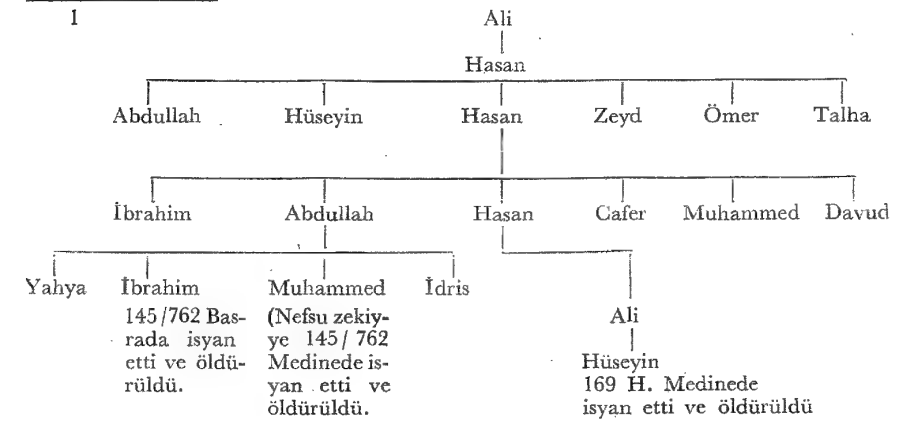 1
Ali
Hasan
Abdullah Hüseyin Hasan Zeyd Ömer Talha
İbrahim Abdullah Hasan Cafer Muhammed Davud
Yahya İbrahim Muhammed İdris
145/762 Bas-
rada isyan
etti ve öldü-
rüldü.
(Nefsu zekiy-
ye 145/ 762
Medinede is-
yan etti ve
öldürüldü.
Ali
Hüseyin
169 H. Medinede
isyan etti ve öldürüldü